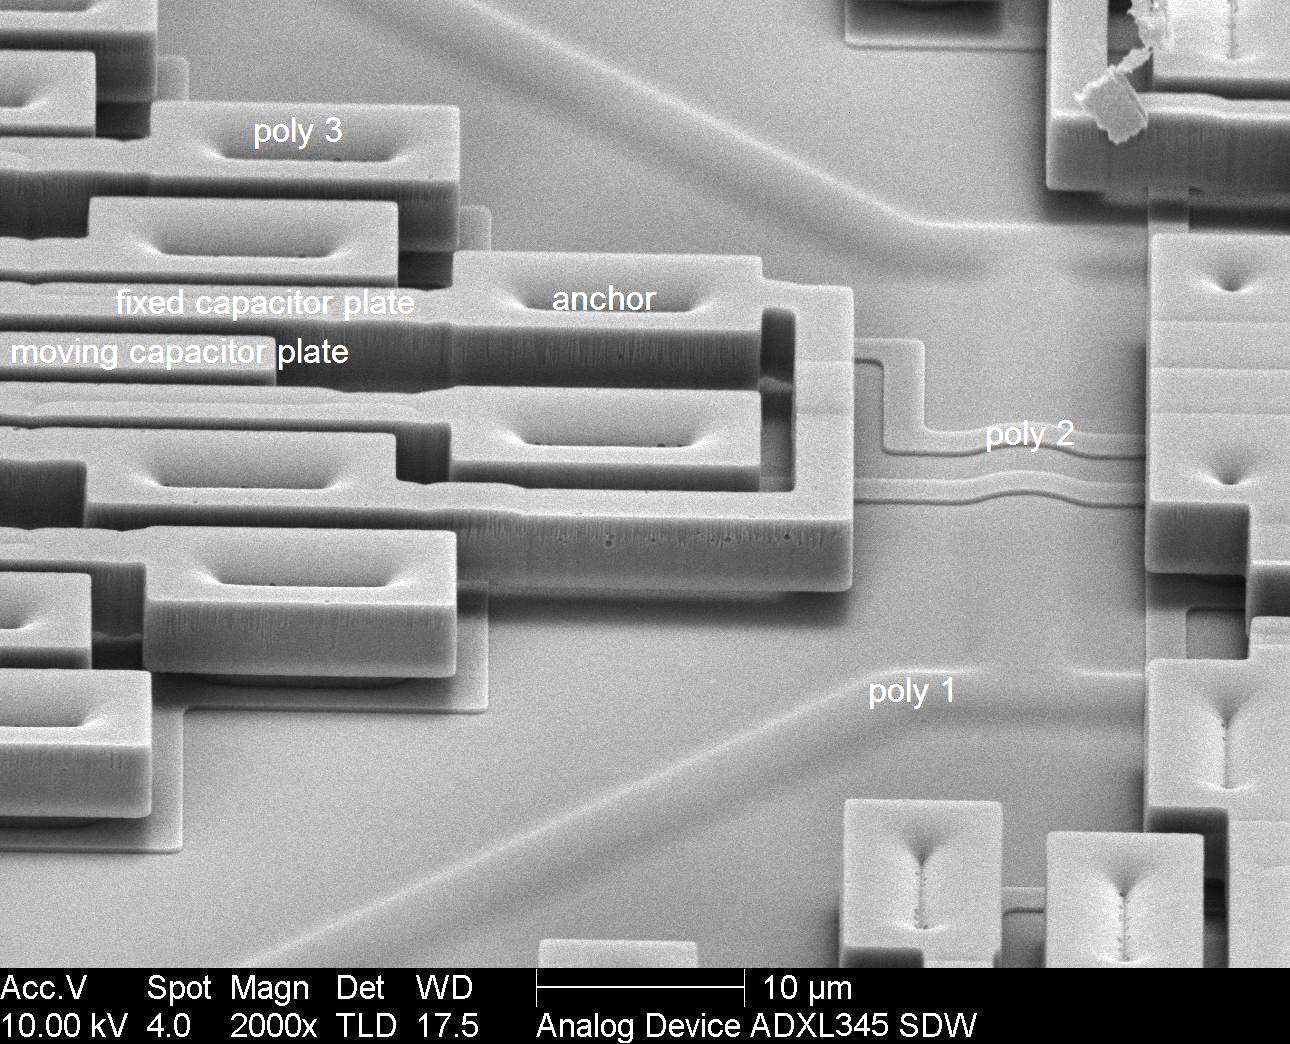 poly 3
fixed capacitor plate
anchor
moving capacitor plate
poly 2
poly 1
Acc.V Spot Magn Det WD 10 µm
10.00 kV 4.0 2000x TLD 17.5 Analog Device ADXL345 SDW